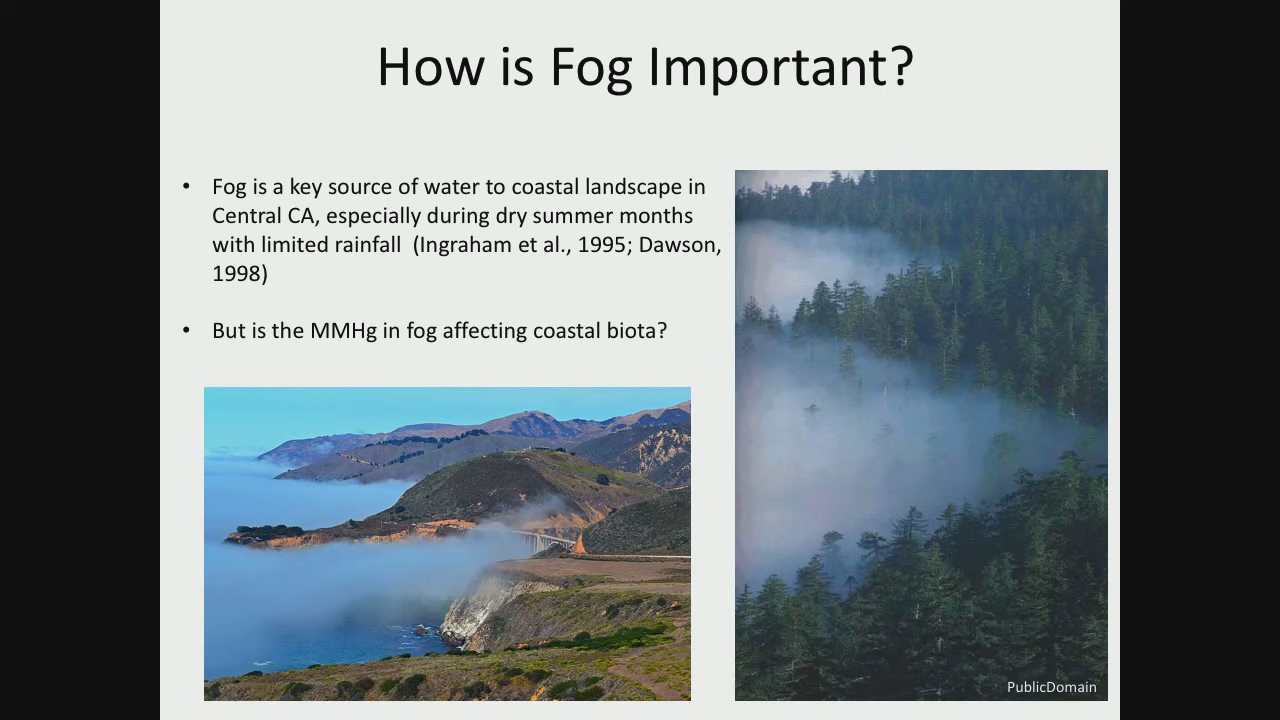 How is Fog Important?
• Fog is a key source of water to coastal landscape in
Central CA, especially during dry summer months
with limited rainfall  (Ingraham et al., 1995; Dawson,
1998)
• But is the MMHg in fog affecting coastal biota?
PublicDomain